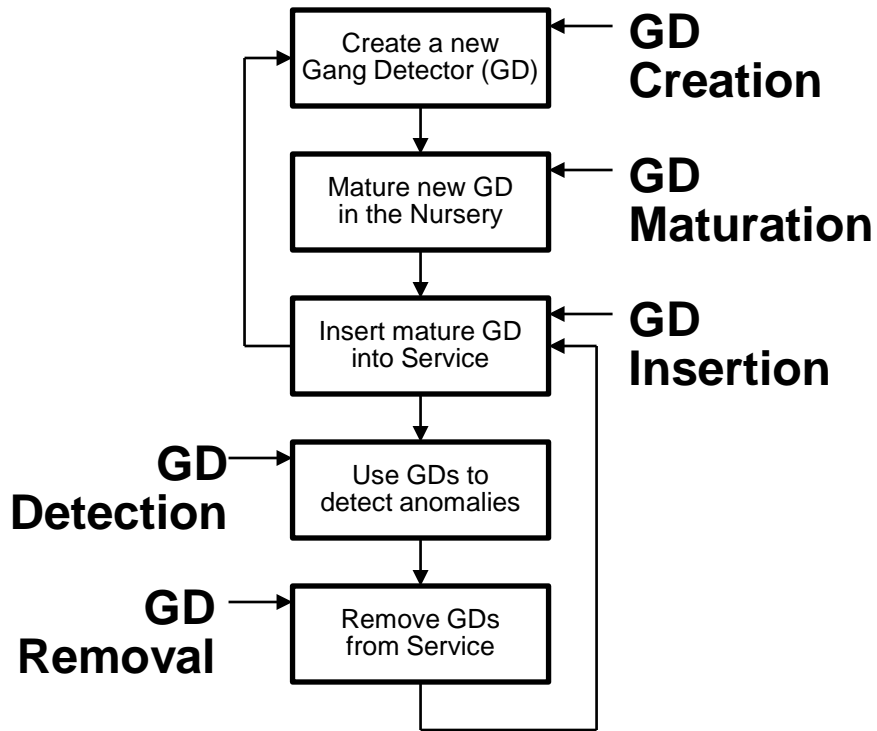 Create a new
Gang Detector (GD)
GD
Creation
Mature new GD
in the Nursery
GD
Maturation
Insert mature GD
into Service
GD
Insertion
GD
Detection
Use GDs to
detect anomalies
GD
Removal
Remove GDs
from Service